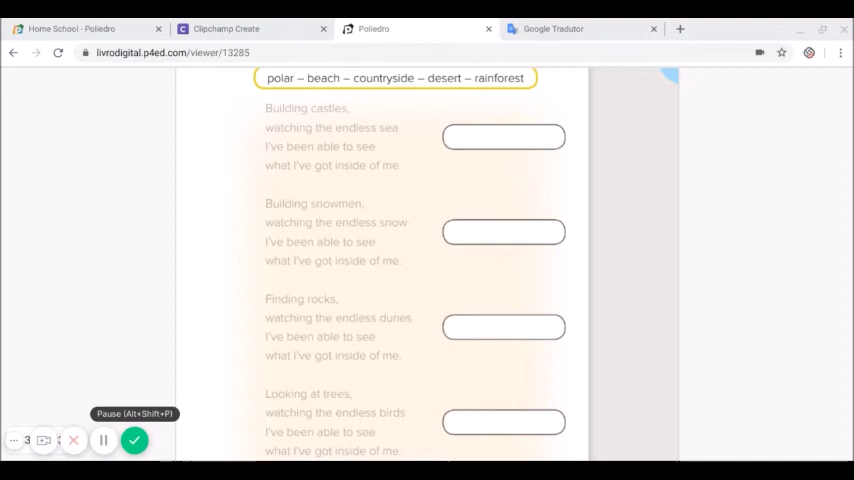 Home School - Poliedro
Clipchamp Create
Poliedro
Google Tradutor
livrodigital.p4ed.com/viewer/13285
polar – beach – countryside – desert – rainforest
Building castles,
watching the endless sea
I've been able to see
what I've got inside of me.
Building snowmen,
watching the endless snow
I've been able to see
what I've got inside of me.
Finding rocks,
watching the endless dunes
I've been able to see
what I've got inside of me.
Looking at trees,
watching the endless birds
I've been able to see
what I've got inside of me.
Pause (Alt+Shift+P)
3